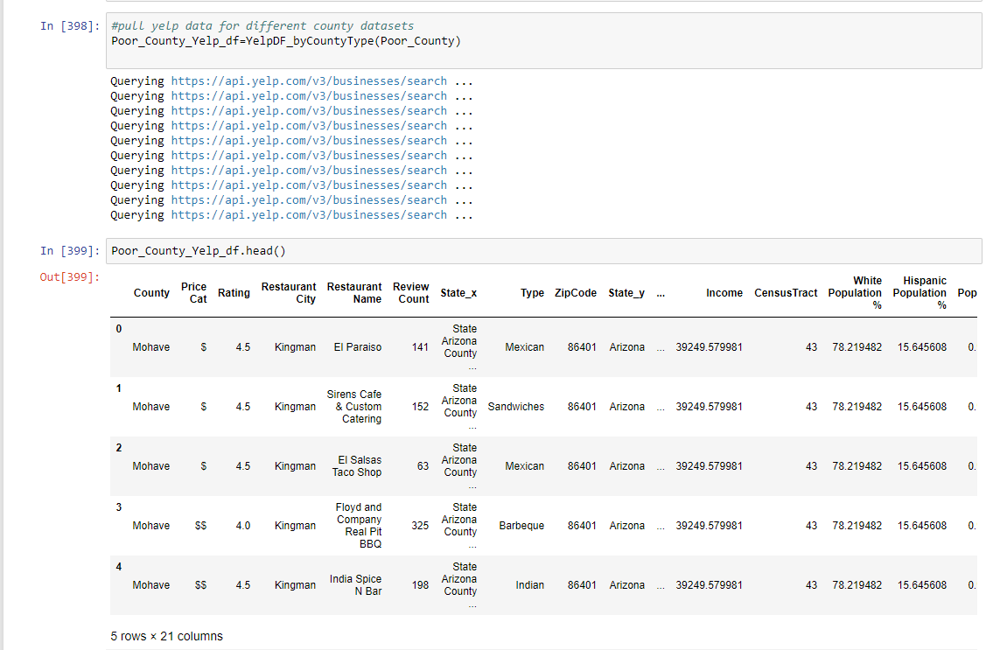 In [398]: #pull yelp data for different county datasets
Poor_County_Yelp_df=YelpDF_byCountyType(Poor_County)
Querying https://api.yelp.com/v3/businesses/search ...
Querying https://api.yelp.com/v3/businesses/search ...
Querying https://api.yelp.com/v3/businesses/search ...
Querying https://api.yelp.com/v3/businesses/search ...
Querying https://api.yelp.com/v3/businesses/search ...
Querying https://api.yelp.com/v3/businesses/search ...
Querying https://api.yelp.com/v3/businesses/search ...
Querying https://api.yelp.com/v3/businesses/search ...
Querying https://api.yelp.com/v3/businesses/search ...
Querying https://api.yelp.com/v3/businesses/search ...
In [399]: Poor_County_Yelp_df.head()
Out[399]:
County Price Cat Rating Restaurant City Restaurant Name Review Count State_x Type ZipCode State_y ... Income CensusTract White Population % Hispanic Population % Pop
0 Mohave $ 4.5 Kingman El Paraiso 141 State Arizona County ... Mexican 86401 Arizona ... 39249.579981 43 78.219482 15.645608 0.
1 Mohave $ 4.5 Kingman Sirens Cafe & Custom Catering 152 State Arizona County ... Sandwiches 86401 Arizona ... 39249.579981 43 78.219482 15.645608 0.
2 Mohave $ 4.5 Kingman El Salsas Taco Shop 63 State Arizona County ... Mexican 86401 Arizona ... 39249.579981 43 78.219482 15.645608 0.
3 Mohave $$ 4.0 Kingman Floyd and Company Real Pit BBQ 325 State Arizona County ... Barbeque 86401 Arizona ... 39249.579981 43 78.219482 15.645608 0.
4 Mohave $$ 4.5 Kingman India Spice N Bar 198 State Arizona County ... Indian 86401 Arizona ... 39249.579981 43 78.219482 15.645608 0.
5 rows × 21 columns